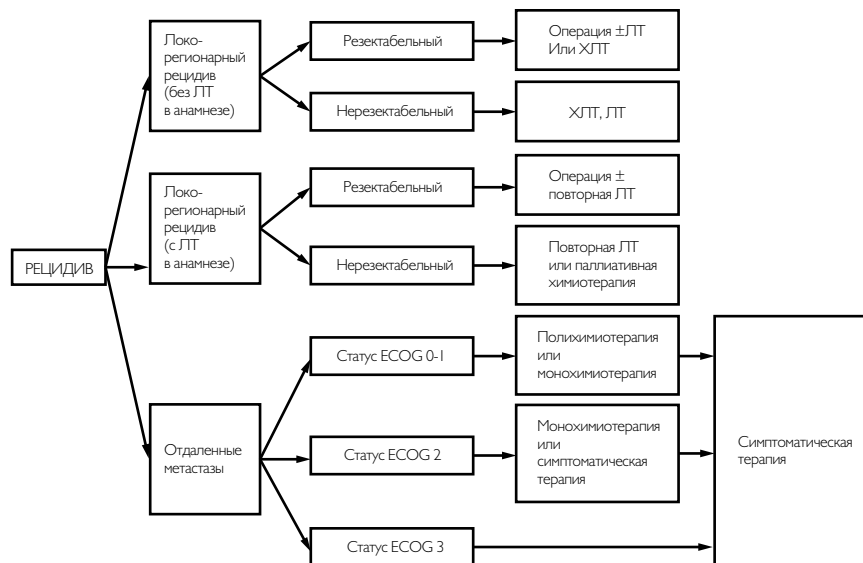 РЕЦИДИВ
Локо-
регионарный
рецидив
(без ЛТ
в анамнезе)
Резектабельный
Операция ±ЛТ
Или ХЛТ
Нерезектабельный
ХЛТ, ЛТ
Локо-
регионарный
рецидив
(с ЛТ
в анамнезе)
Резектабельный
Операция ±
повторная ЛТ
Нерезектабельный
Повторная ЛТ
или паллиативная
химиотерапия
Отдаленные
метастазы
Статус ECOG 0-1
Полихимиотерапия
или
монохимиотерапия
Статус ECOG 2
Монохимиотерапия
или
симптоматическая
терапия
Статус ECOG 3
Симптоматическая
терапия